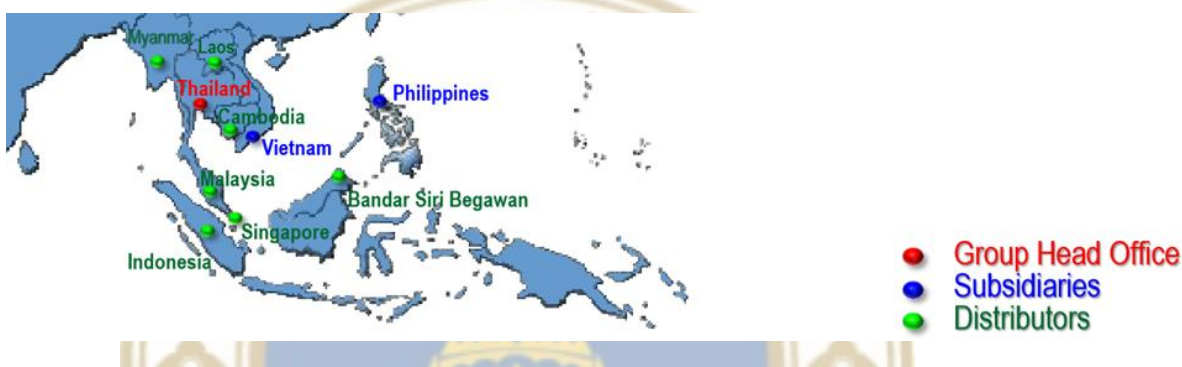 Myanmar
Laos
Thailand
Philippines
Cambodia
Vietnam
Malaysia
Bandar Siri Begawan
Singapore
Indonesia
Group Head Office
Subsidiaries
Distributors